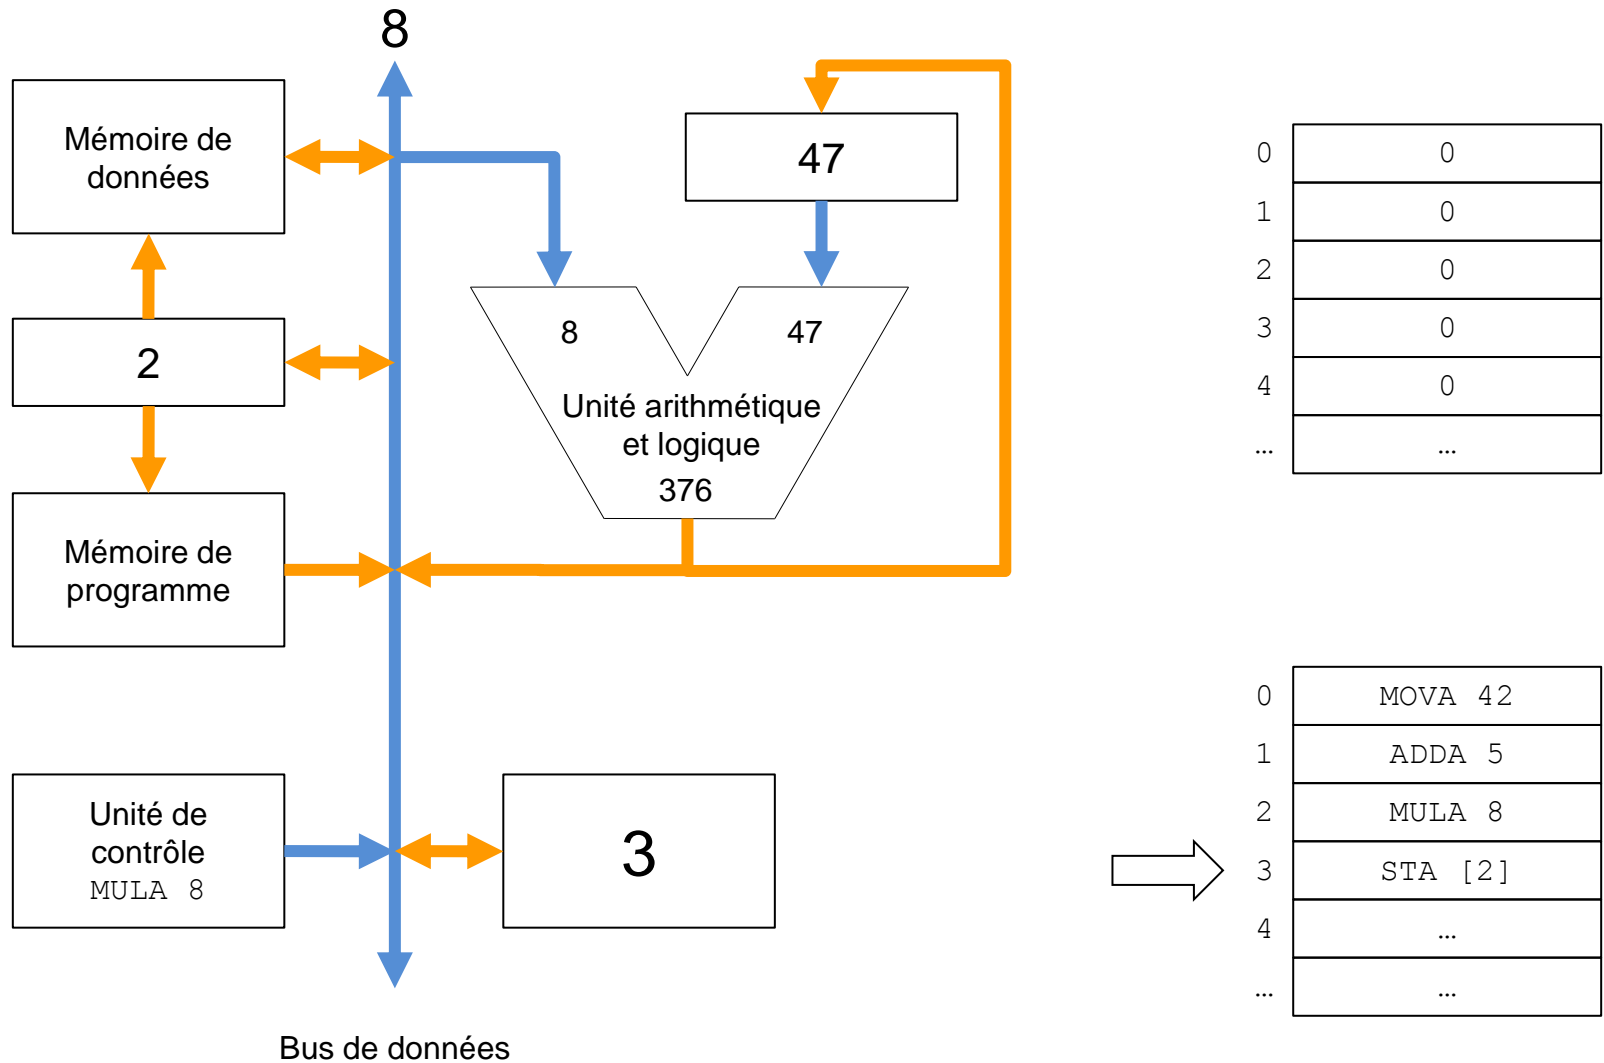 8
Mémoire de
données
47
2
8
47
Unité arithmétique
et logique
376
Mémoire de
programme
Unité de
contrôle
MULA 8
3
Bus de données
0 0
1 0
2 0
3 0
4 0
… …
0 MOVA 42
1 ADDA 5
2 MULA 8
3 STA [2]
4 …
… …